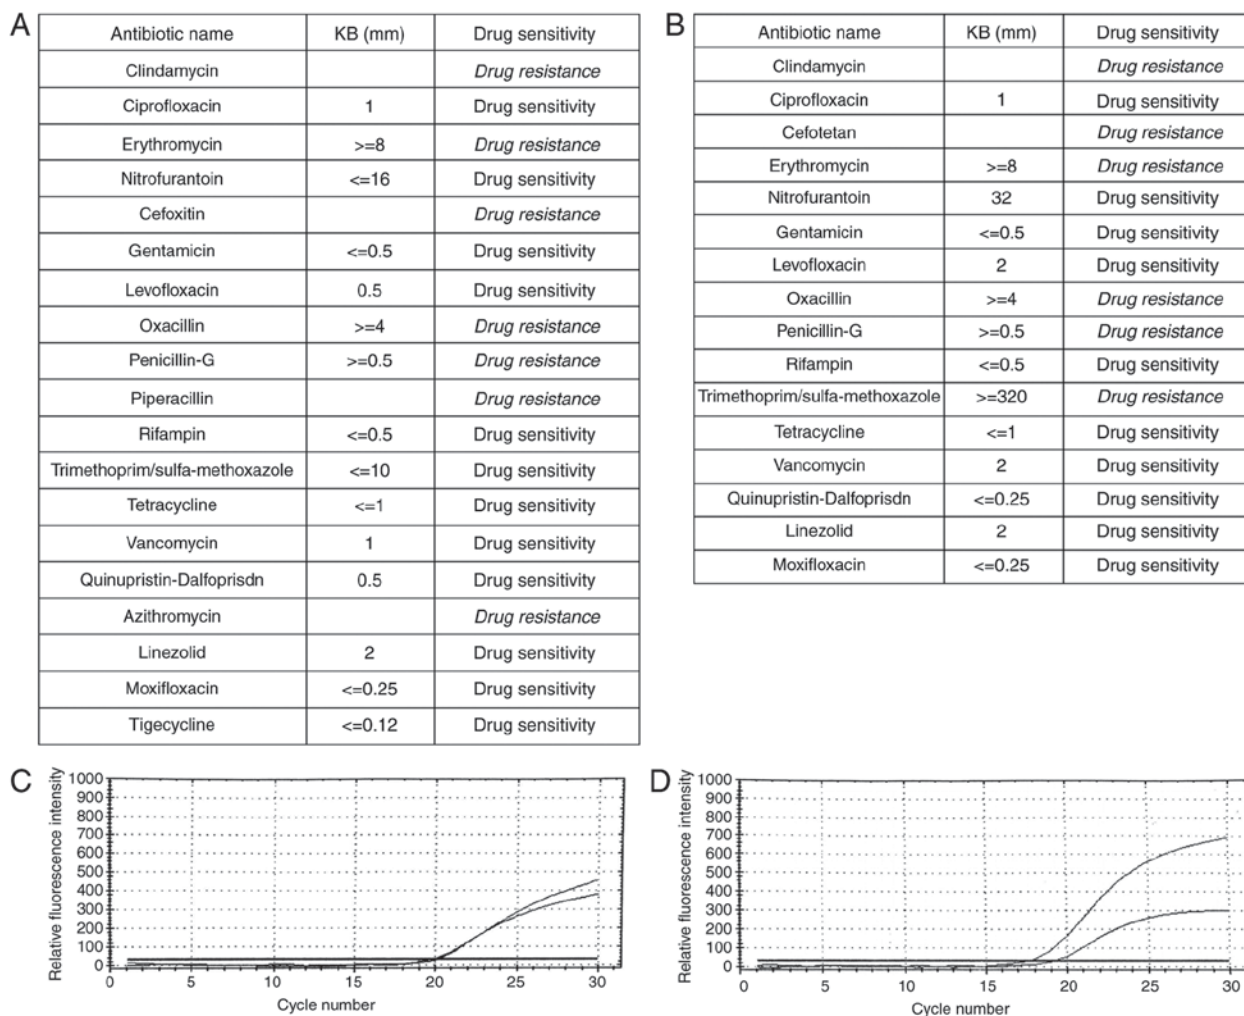 A
Antibiotic name KB (mm) Drug sensitivity
Clindamycin Drug resistance
Ciprofloxacin 1 Drug sensitivity
Erythromycin >=8 Drug resistance
Nitrofurantoin <=16 Drug sensitivity
Cefoxitin Drug resistance
Gentamicin <=0.5 Drug sensitivity
Levofloxacin 0.5 Drug sensitivity
Oxacillin >=4 Drug resistance
Penicillin-G >=0.5 Drug resistance
Piperacillin Drug resistance
Rifampin <=0.5 Drug sensitivity
Trimethoprim/sulfa-methoxazole <=10 Drug sensitivity
Tetracycline <=1 Drug sensitivity
Vancomycin 1 Drug sensitivity
Quinupristin-Dalfoprisdn 0.5 Drug sensitivity
Azithromycin Drug resistance
Linezolid 2 Drug sensitivity
Moxifloxacin <=0.25 Drug sensitivity
Tigecycline <=0.12 Drug sensitivity
B
Antibiotic name KB (mm) Drug sensitivity
Clindamycin Drug resistance
Ciprofloxacin 1 Drug sensitivity
Cefotetan Drug resistance
Erythromycin >=8 Drug resistance
Nitrofurantoin 32 Drug sensitivity
Gentamicin <=0.5 Drug sensitivity
Levofloxacin 2 Drug sensitivity
Oxacillin >=4 Drug resistance
Penicillin-G >=0.5 Drug resistance
Rifampin <=0.5 Drug sensitivity
Trimethoprim/sulfa-methoxazole >=320 Drug resistance
Tetracycline <=1 Drug sensitivity
Vancomycin 2 Drug sensitivity
Quinupristin-Dalfoprisdn <=0.25 Drug sensitivity
Linezolid 2 Drug sensitivity
Moxifloxacin <=0.25 Drug sensitivity
C
Relative fluorescence intensity
1000
900
800
700
600
500
400
300
200
100
0
0 5 10 15 20 25 30
Cycle number
D
Relative fluorescence intensity
1000
900
800
700
600
500
400
300
200
100
0
0 5 10 15 20 25 30
Cycle number